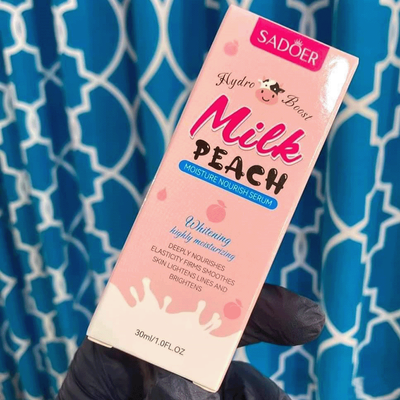 SADOER
Hydro Boost
Milk
PEACH
MOISTURE NOURISH SERUM
Whitening
highly moisturising
DEEPLY NOURISHES
ELASTICITY FIRMS SMOOTHES
SKIN LIGHTENS LINES AND
BRIGHTENS
30ml/1.0FL.OZ